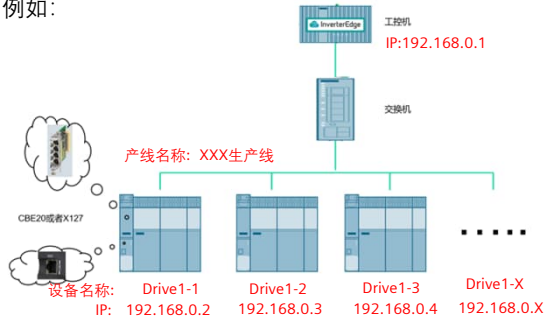 例如：
InverterEdge
工控机
IP:192.168.0.1
交换机
产线名称：XXX生产线
CBE20或者X127
设备名称: Drive1-1 Drive1-2 Drive1-3 Drive1-X
IP: 192.168.0.2 192.168.0.3 192.168.0.4 192.168.0.X